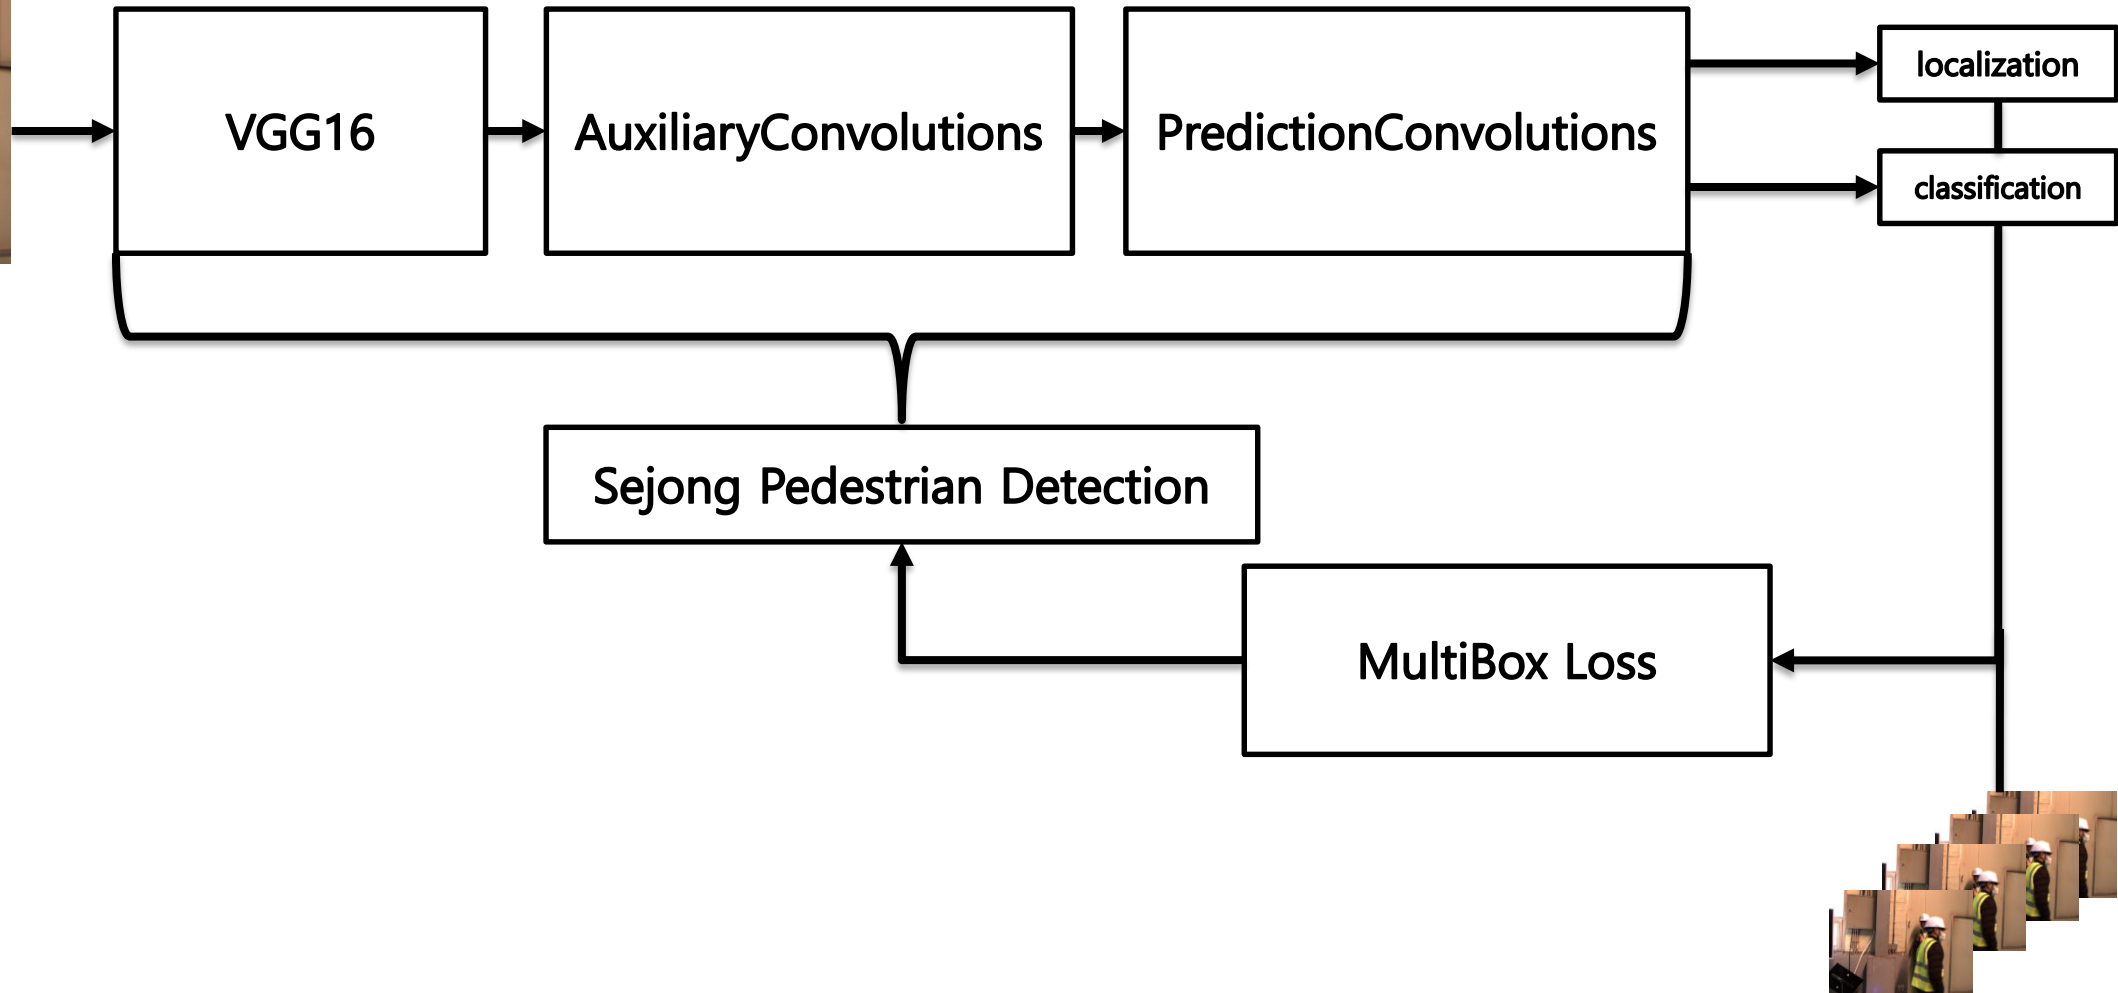 VGG16
AuxiliaryConvolutions
PredictionConvolutions
localization
classification
Sejong Pedestrian Detection
MultiBox Loss